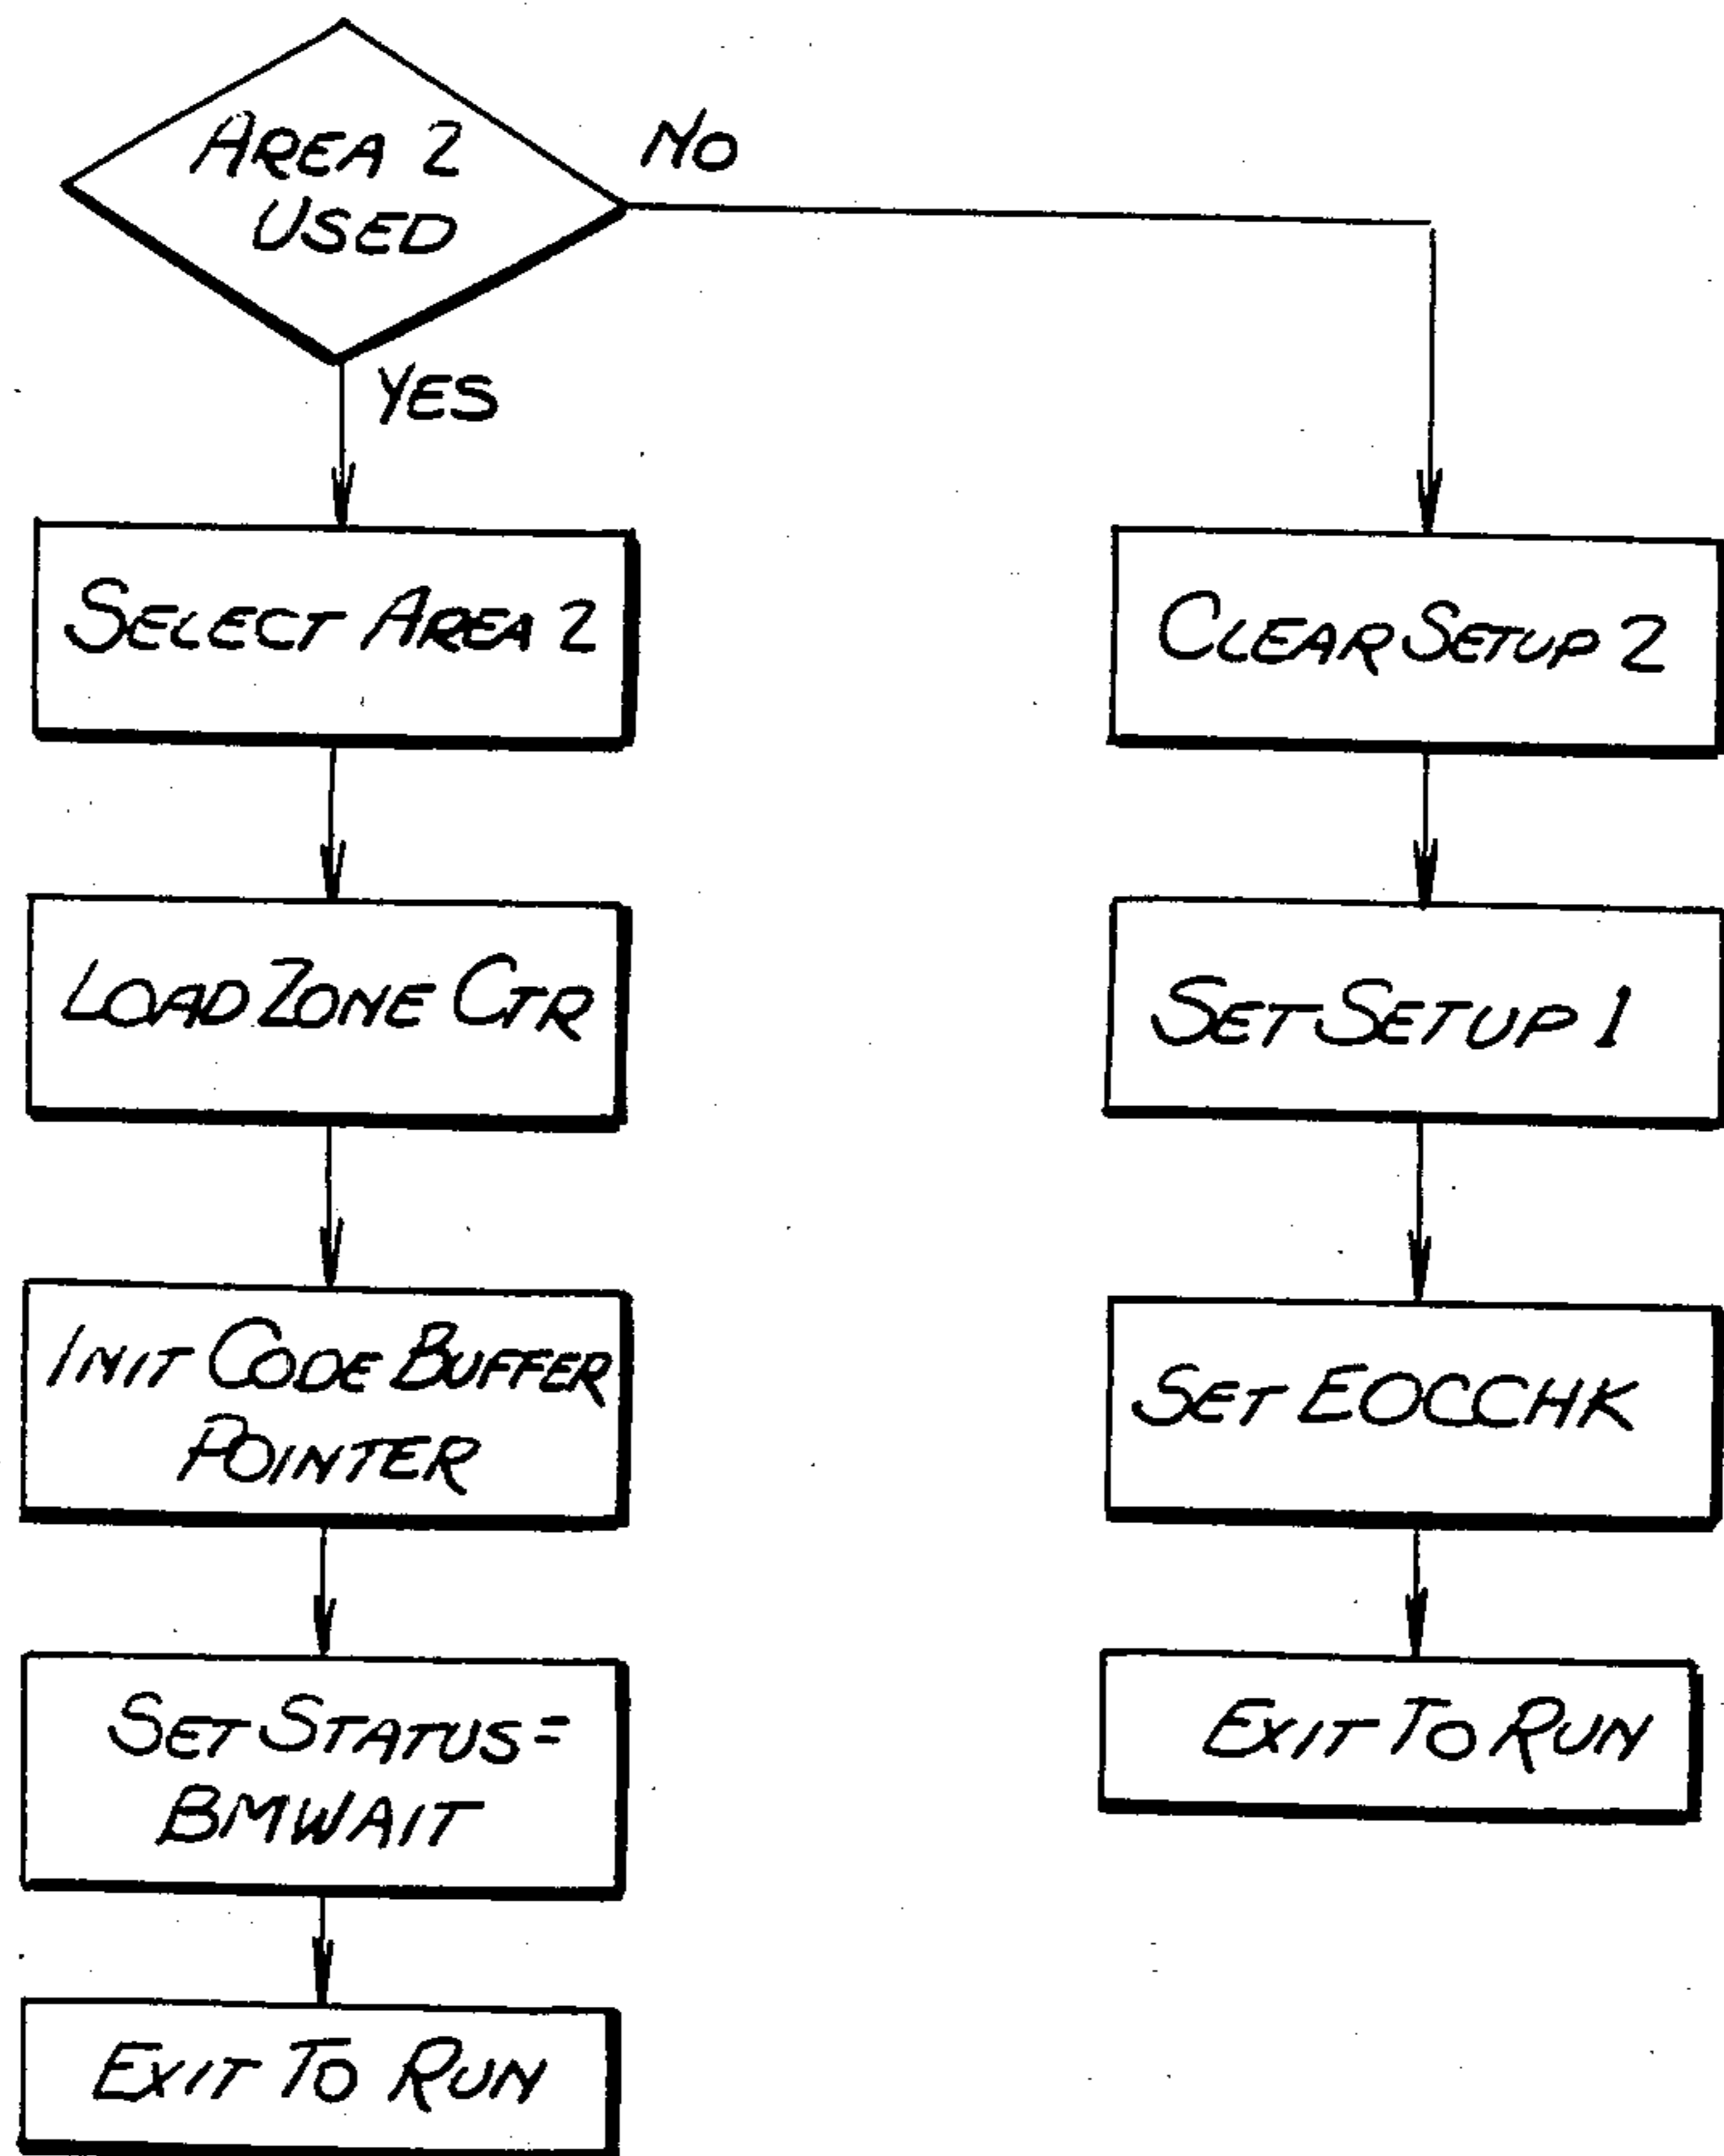 AREA 2
USED
NO
YES
SELECT AREA 2
CLEAR SETUP 2
LOAD ZONE CTR
SET SETUP 1
INIT CODE BUFFER
POINTER
SET EOCCHK
SET STATUS=
BMWAIT
EXIT TO RUN
EXIT TO RUN